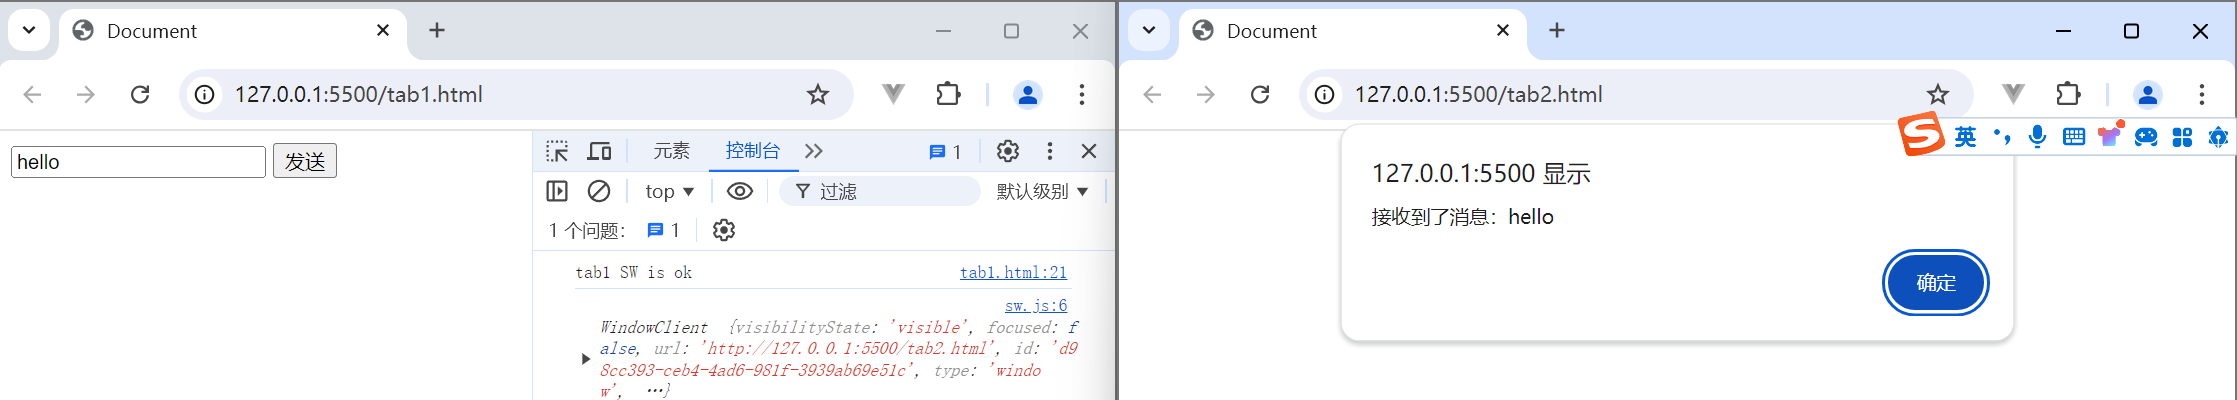 Document
127.0.0.1:5500/tab1.html
hello 发送
元素 控制台 1
top 过滤 默认级别
1 个问题： 1
tab1 SW is ok tab1.html:21
sw.js:6
WindowClient {visibilityState: 'visible', focused: f
alse, url: 'http://127.0.0.1:5500/tab2.html', id: 'd9
8cc393-ceb4-4ad6-981f-3939ab69e51c', type: 'windo
w', …}
Document
127.0.0.1:5500/tab2.html
S 英
127.0.0.1:5500 显示
接收到了消息：hello
确定